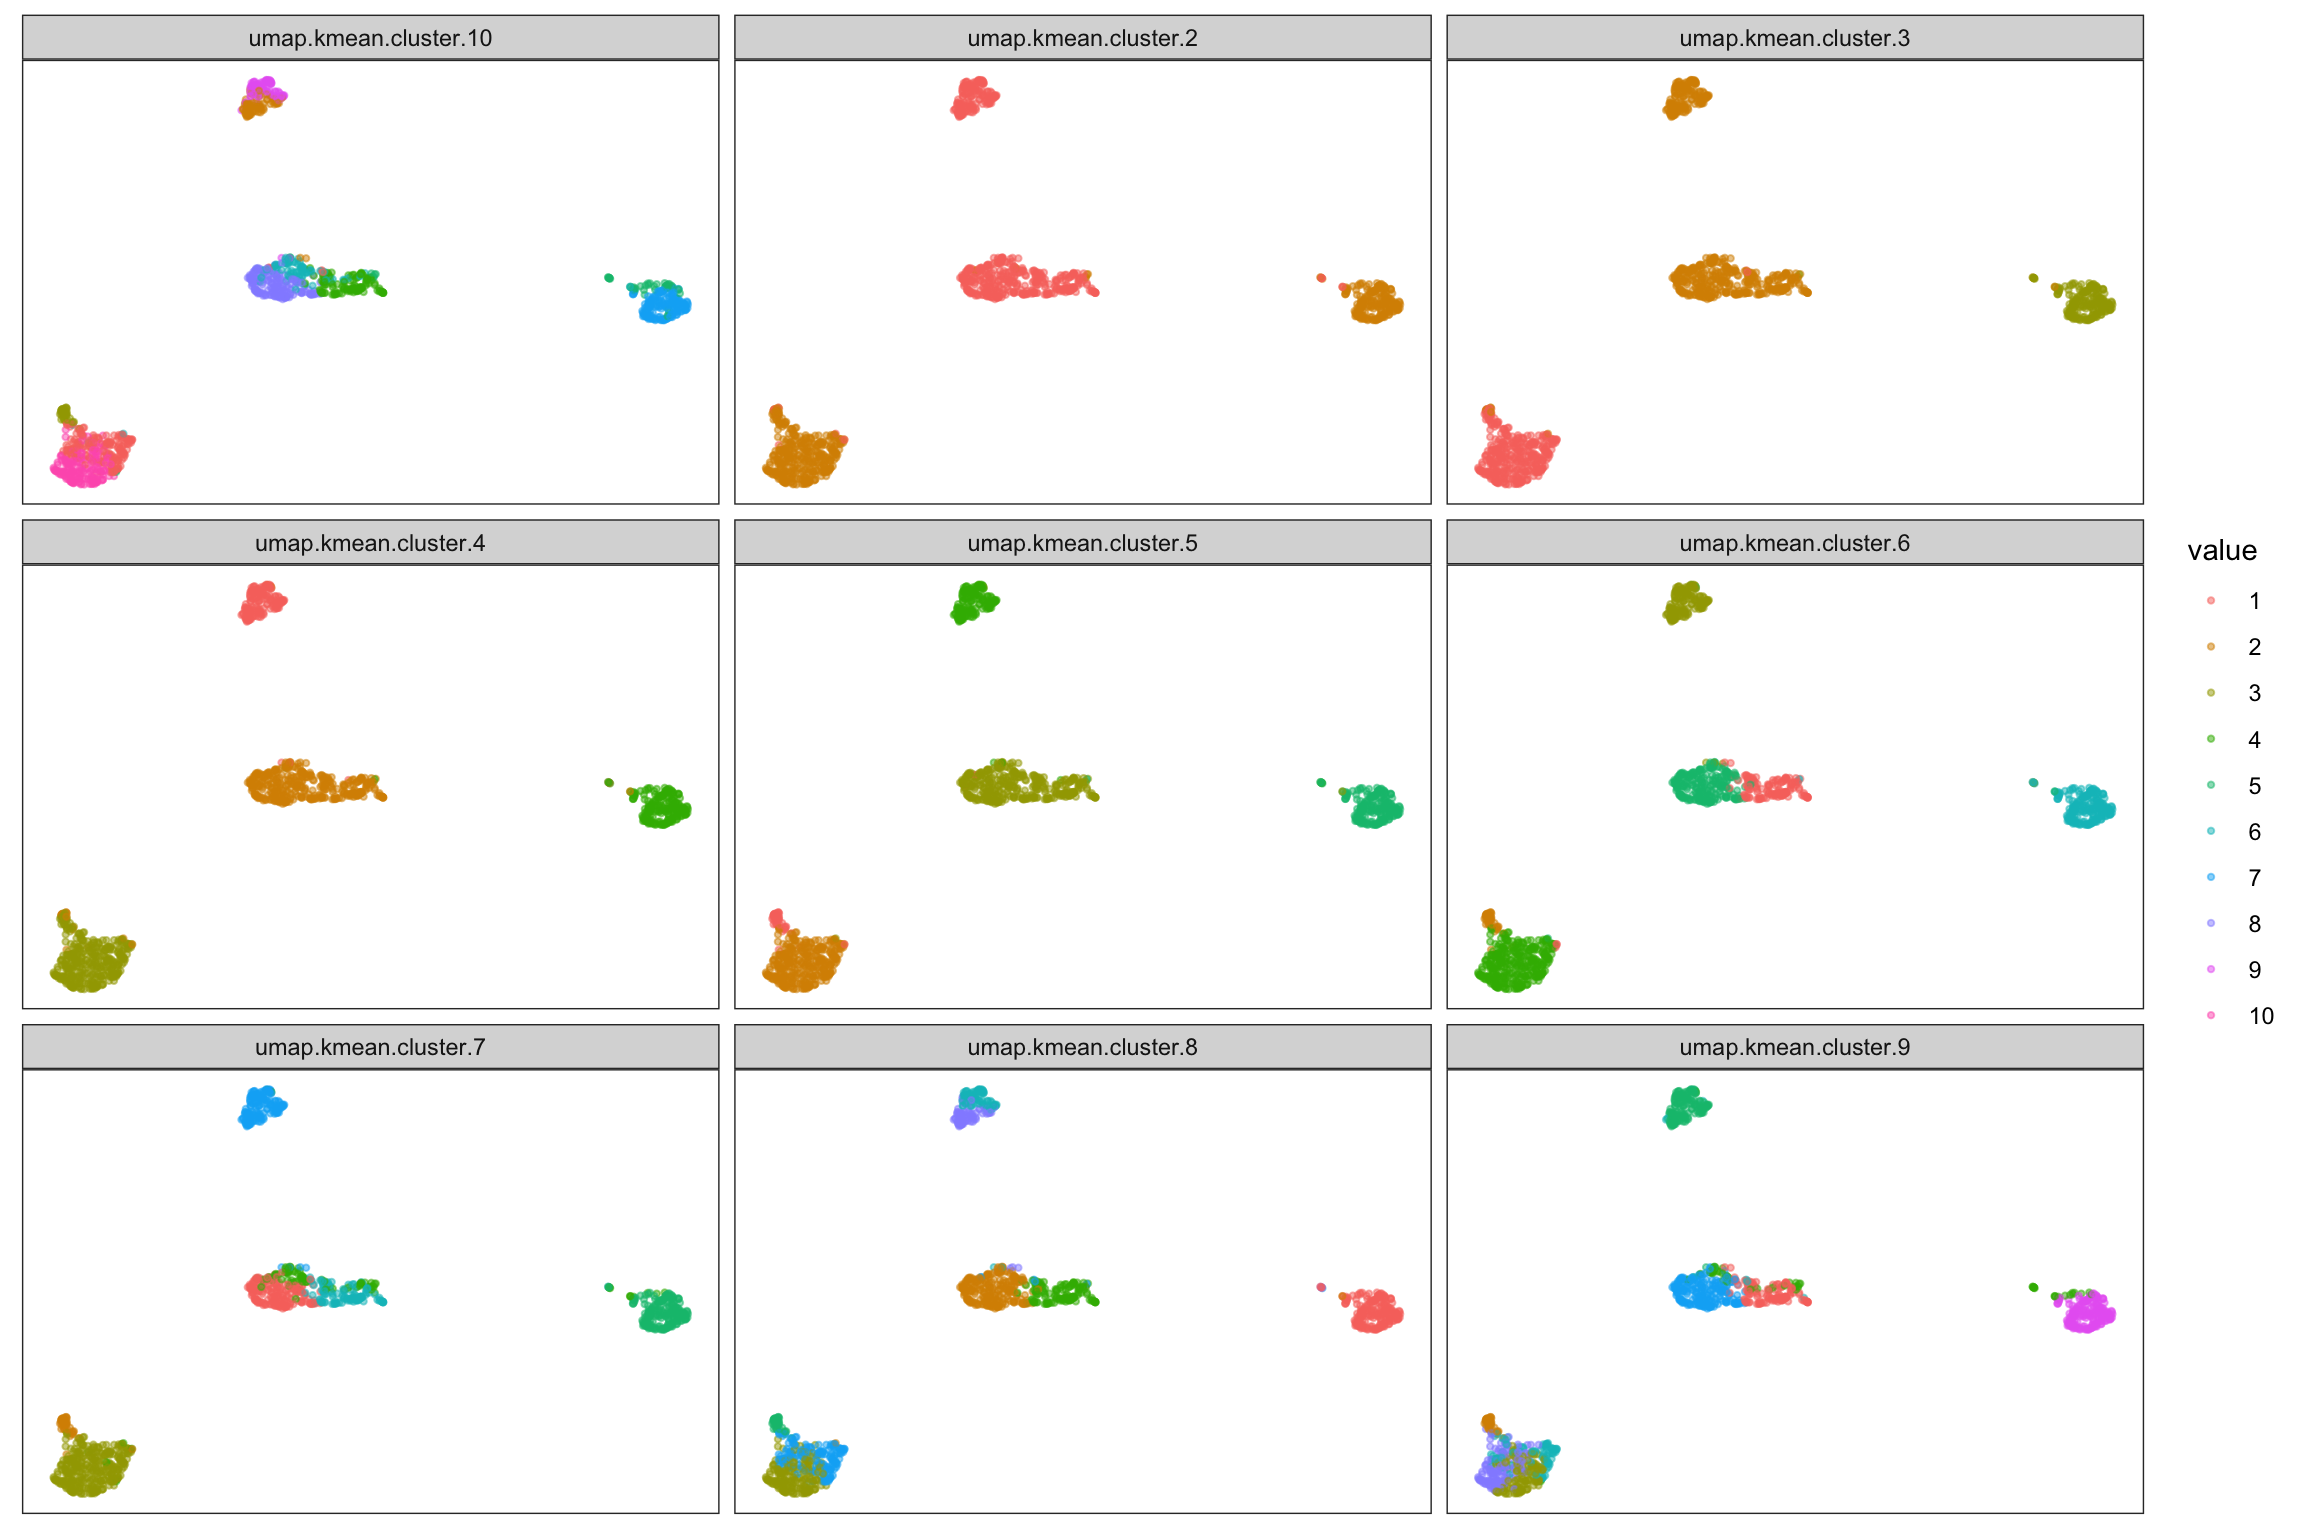 umap.kmean.cluster.10
umap.kmean.cluster.2
umap.kmean.cluster.3
umap.kmean.cluster.4
umap.kmean.cluster.5
umap.kmean.cluster.6
umap.kmean.cluster.7
umap.kmean.cluster.8
umap.kmean.cluster.9
value
1
2
3
4
5
6
7
8
9
10